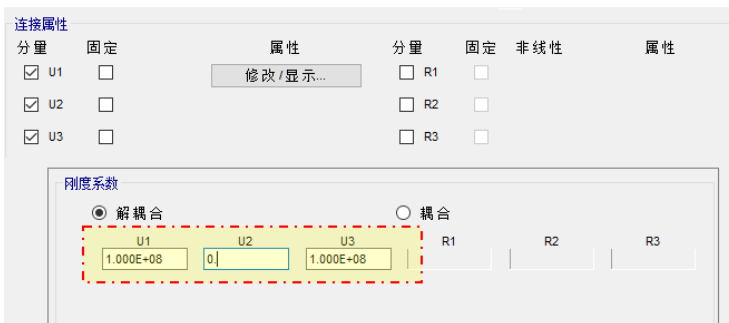 连接属性
分量 固定 属性 分量 固定 非线性 属性
U1 修改/显示... R1
U2 R2
U3 R3
刚度系数
解耦合 耦合
U1 U2 U3 R1 R2 R3
1.000E+08 0. 1.000E+08